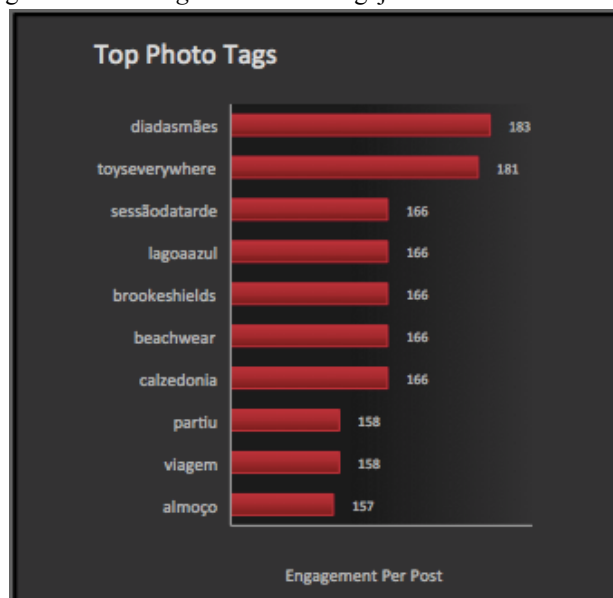 Top Photo Tags
diadasmães 183
toyseverywhere 181
sessãodatarde 166
lagoaazul 166
brookeshields 166
beachwear 166
calzedonia 166
partiu 158
viagem 158
almoço 157
Engagement Per Post